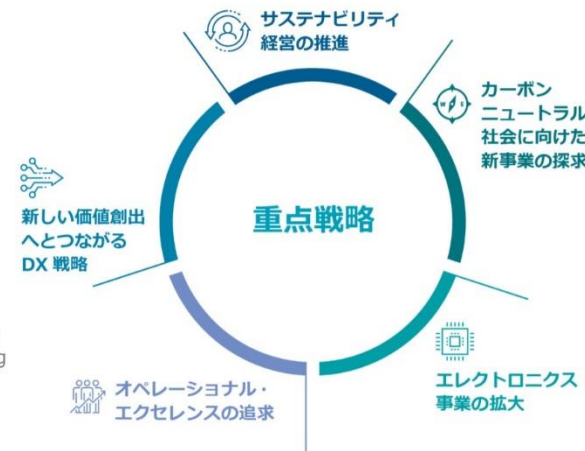 サステナビリティ
経営の推進
カーボン
ニュートラル
社会に向けた
新事業の探求
重点戦略
新しい価値創出
へとつながる
DX 戦略
エレクトロニクス
事業の拡大
オペレーショナル・
エクセレンスの追求